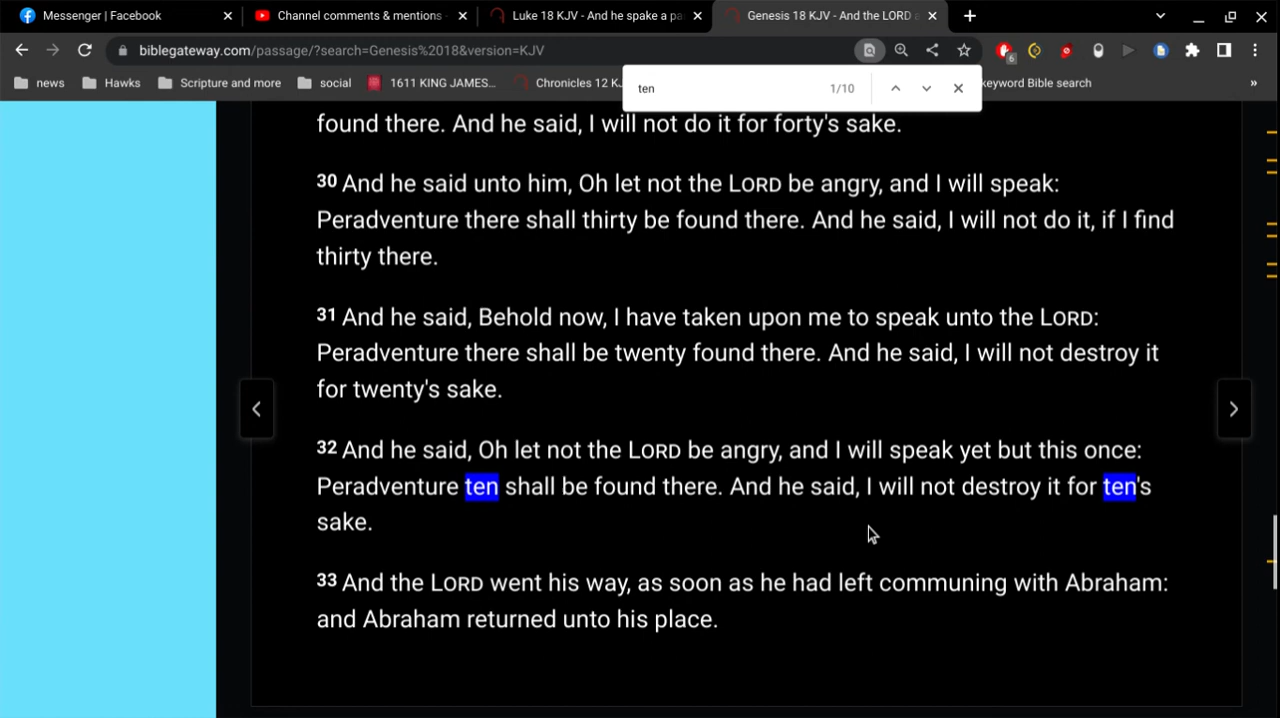 Messenger | Facebook
Channel comments & mentions
Luke 18 KJV - And he spake a pa
Genesis 18 KJV - And the LORD a
biblegateway.com/passage/?search=Genesis%2018&version=KJV
6
news
Hawks
Scripture and more
social
1611 KING JAMES...
Chronicles 12 K
keyword Bible search
»
ten
1/10
found there. And he said, I will not do it for forty's sake.
30 And he said unto him, Oh let not the LORD be angry, and I will speak:
Peradventure there shall thirty be found there. And he said, I will not do it, if I find
thirty there.
31 And he said, Behold now, I have taken upon me to speak unto the LORD:
Peradventure there shall be twenty found there. And he said, I will not destroy it
for twenty's sake.
32 And he said, Oh let not the LORD be angry, and I will speak yet but this once:
Peradventure ten shall be found there. And he said, I will not destroy it for ten's
sake.
33 And the LORD went his way, as soon as he had left communing with Abraham:
and Abraham returned unto his place.